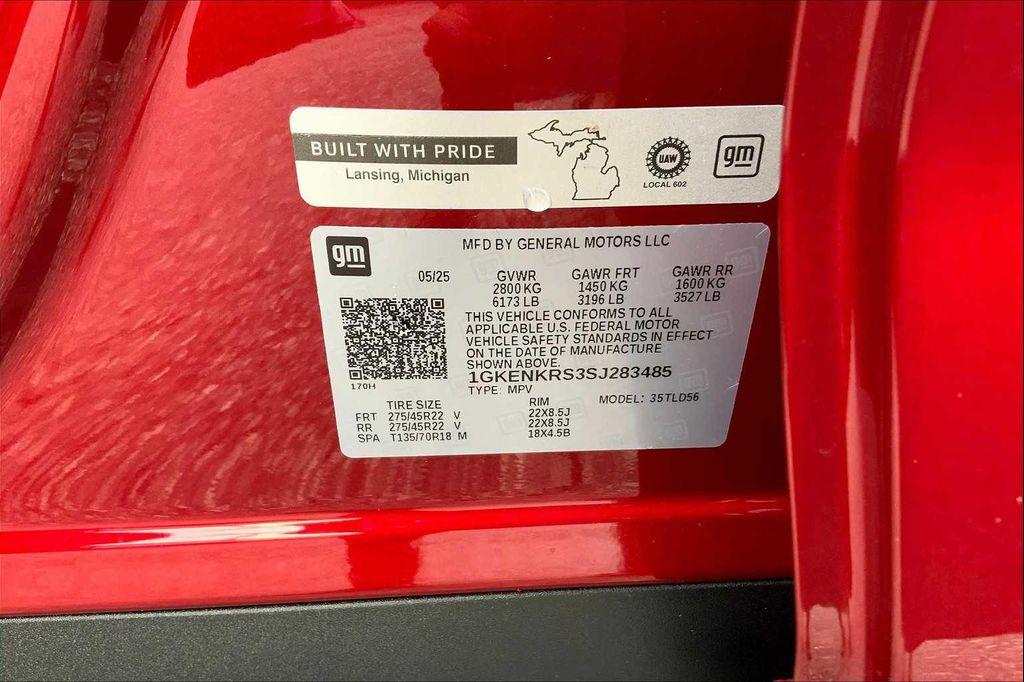 BUILT WITH PRIDE
Lansing, Michigan
UAW
LOCAL 602
gm
gm
MFD BY GENERAL MOTORS LLC
05/25 GVWR GAWR FRT GAWR RR
2800 KG 1450 KG 1600 KG
6173 LB 3196 LB 3527 LB
THIS VEHICLE CONFORMS TO ALL
APPLICABLE U.S. FEDERAL MOTOR
VEHICLE SAFETY STANDARDS IN EFFECT
ON THE DATE OF MANUFACTURE
SHOWN ABOVE.
170H
1GKENKRS3SJ283485
TYPE: MPV MODEL: 35TLD56
TIRE SIZE RIM
FRT 275/45R22 V 22X8.5J
RR 275/45R22 V 22X8.5J
SPA T135/70R18 M 18X4.5B